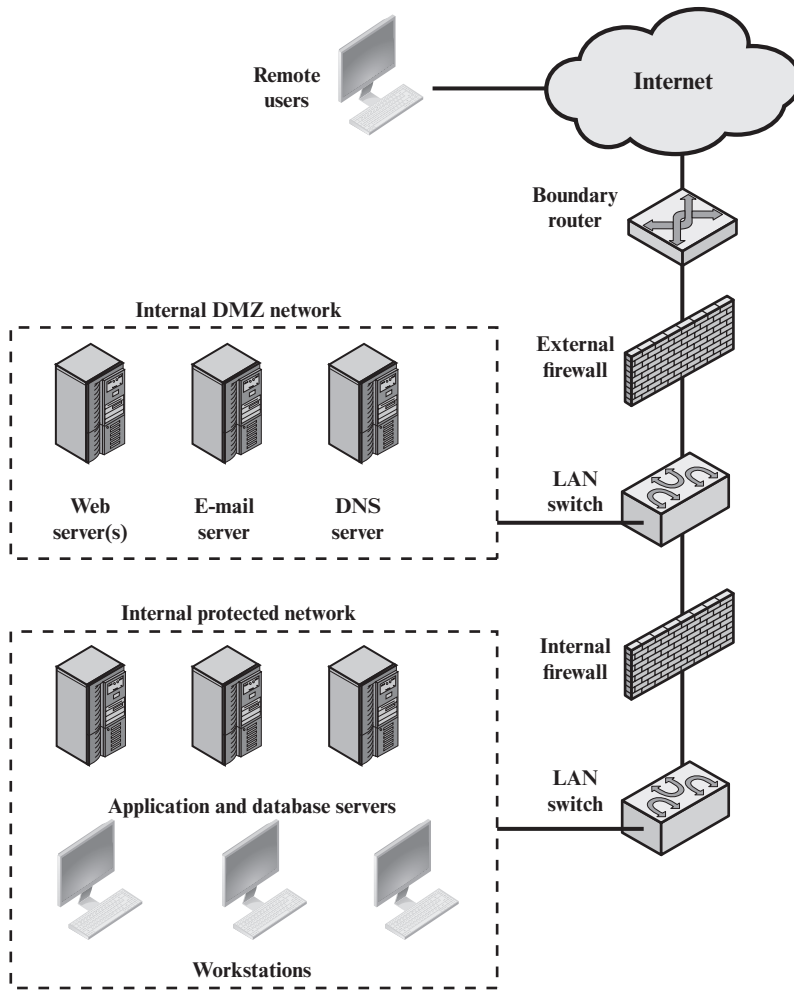 Remote
users
Internet
Boundary
router
Internal DMZ network
External
firewall
Web
server(s)
E-mail
server
DNS
server
LAN
switch
Internal protected network
Internal
firewall
Application and database servers
LAN
switch
Workstations